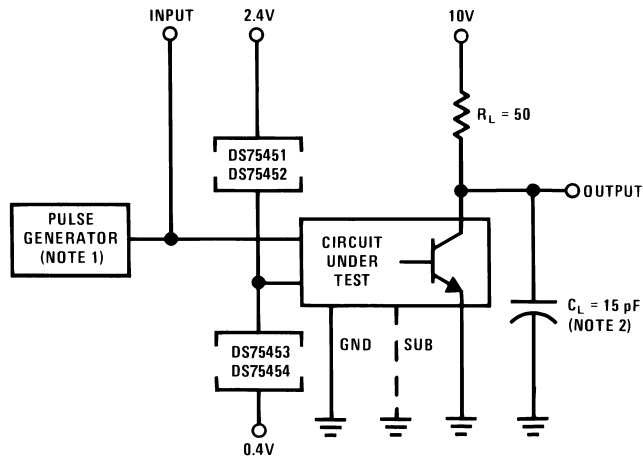 INPUT
2.4V
10V
R_L = 50
DS75451
DS75452
OUTPUT
PULSE
GENERATOR
(NOTE 1)
CIRCUIT
UNDER
TEST
C_L = 15 pF
(NOTE 2)
GND
SUB
DS75453
DS75454
0.4V